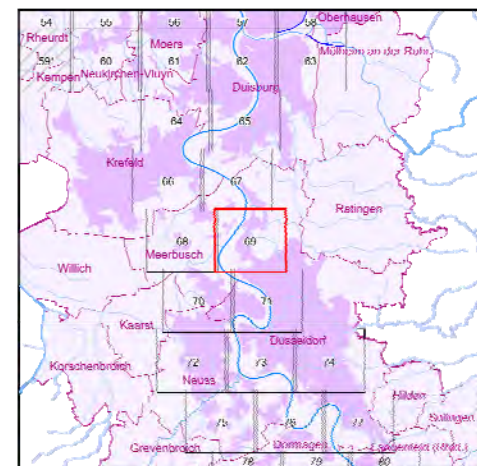 54
56
57
58
Oberhausen
Rheurdt
55
Moers
Mülheim an der Ruhr
59
60
61
62
63
Kempen
Neukirchen-Vluyn
Duisburg
64
65
Krefeld
66
67
Ratingen
68
69
Meerbusch
Willich
70
71
Kaarst
Düsseldorf
Korschenbroich
72
73
74
Neuss
Hilden
75
76
77
Solingen
Grevenbroich
Dormagen
Langenfeld (Rhld.)
78
79
80